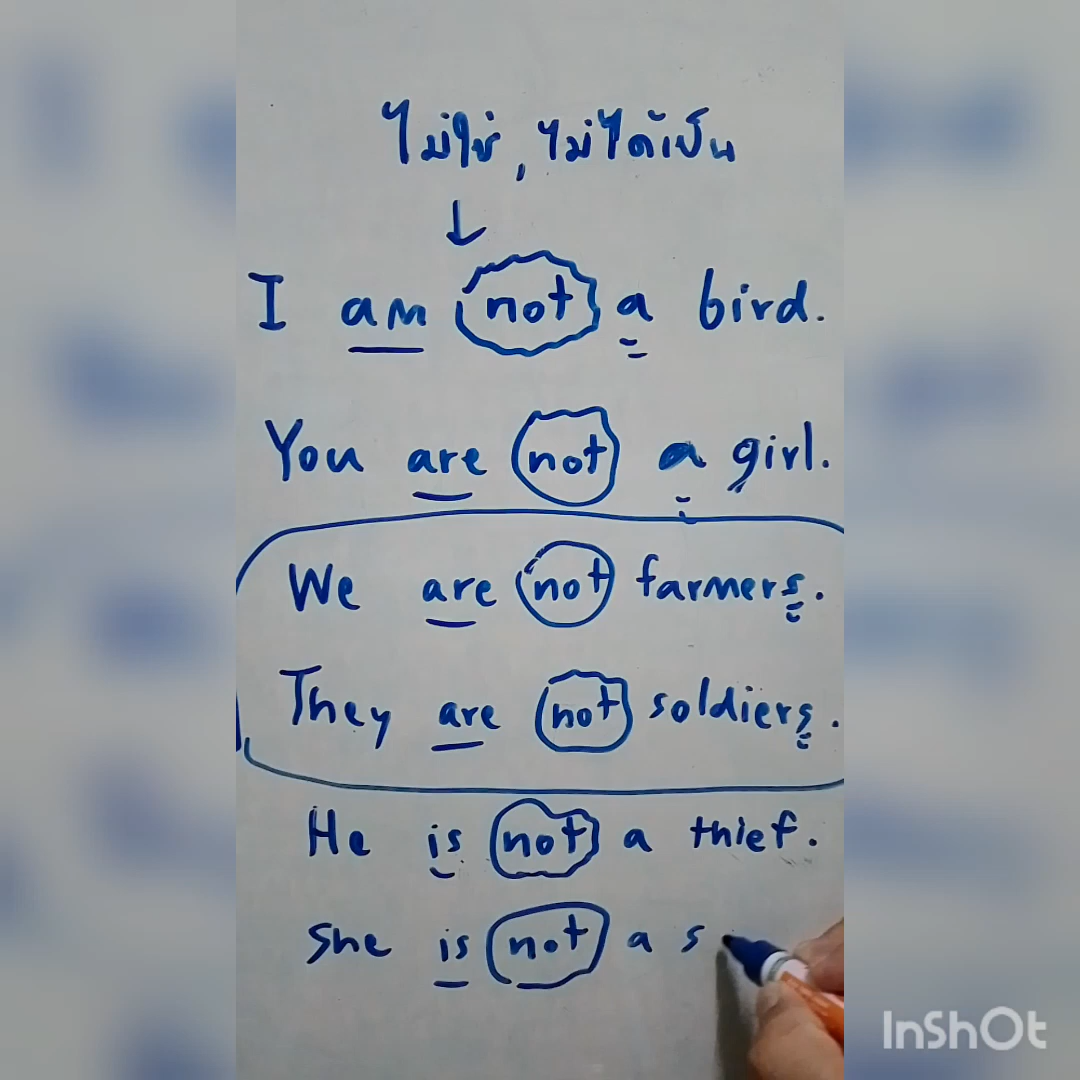 ไม่ใช่, ไม่ได้เป็น
↓
I am not a bird.
You are not a girl.
We are not farmers.
They are not soldiers.
He is not a thief.
She is not a s
InShOt